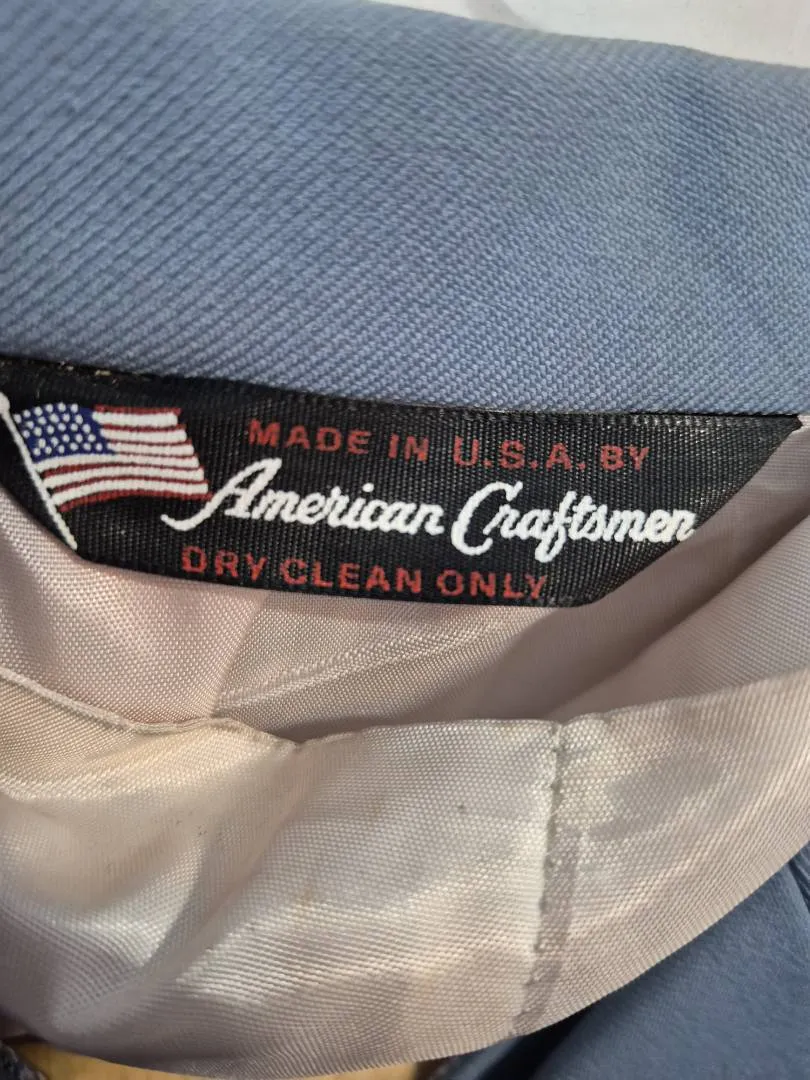 MADE IN U.S.A. BY
American Craftsmen
DRY CLEAN ONLY